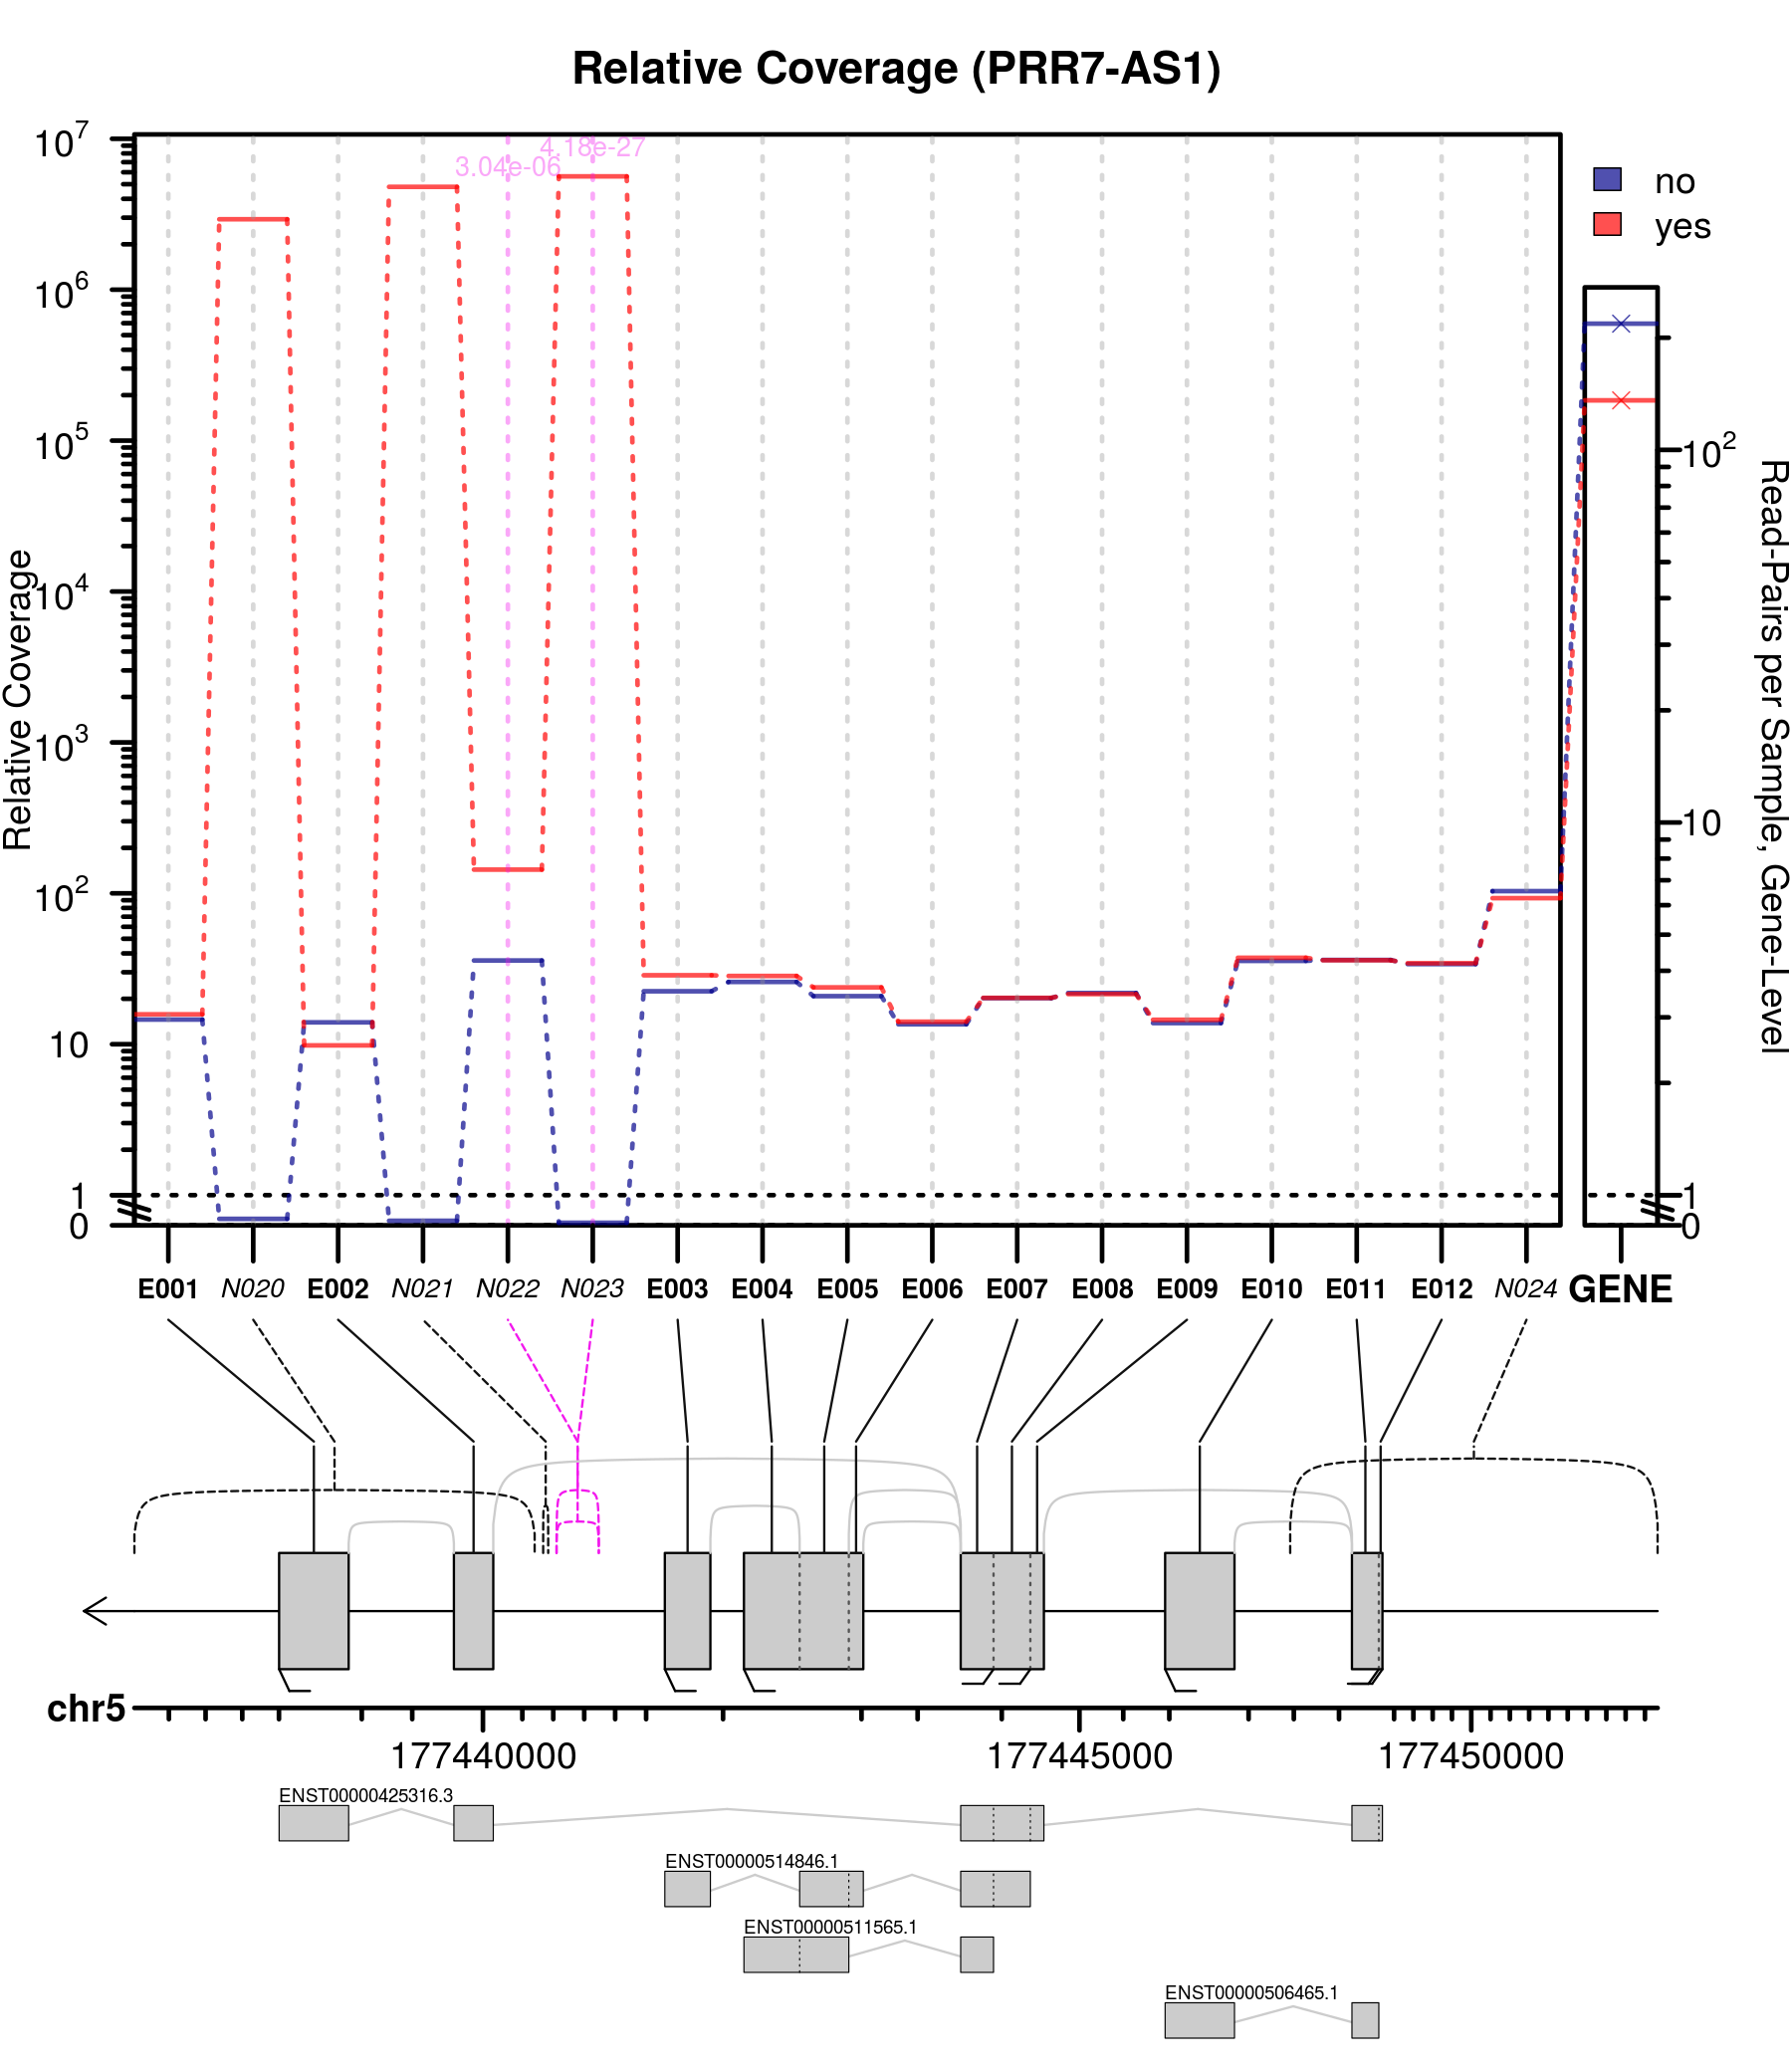 Relative Coverage (PRR7-AS1)
4.18e-27
3.04e-06
no
yes
10^7
10^6
10^5
10^4
10^3
10^2
10
1
0
Relative Coverage
10^2
10
1
0
Read-Pairs per Sample, Gene-Level
E001 N020 E002 N021 N022 N023 E003 E004 E005 E006 E007 E008 E009 E010 E011 E012 N024 GENE
chr5
177440000 177445000 177450000
ENST00000425316.3
ENST00000514846.1
ENST00000511565.1
ENST00000506465.1